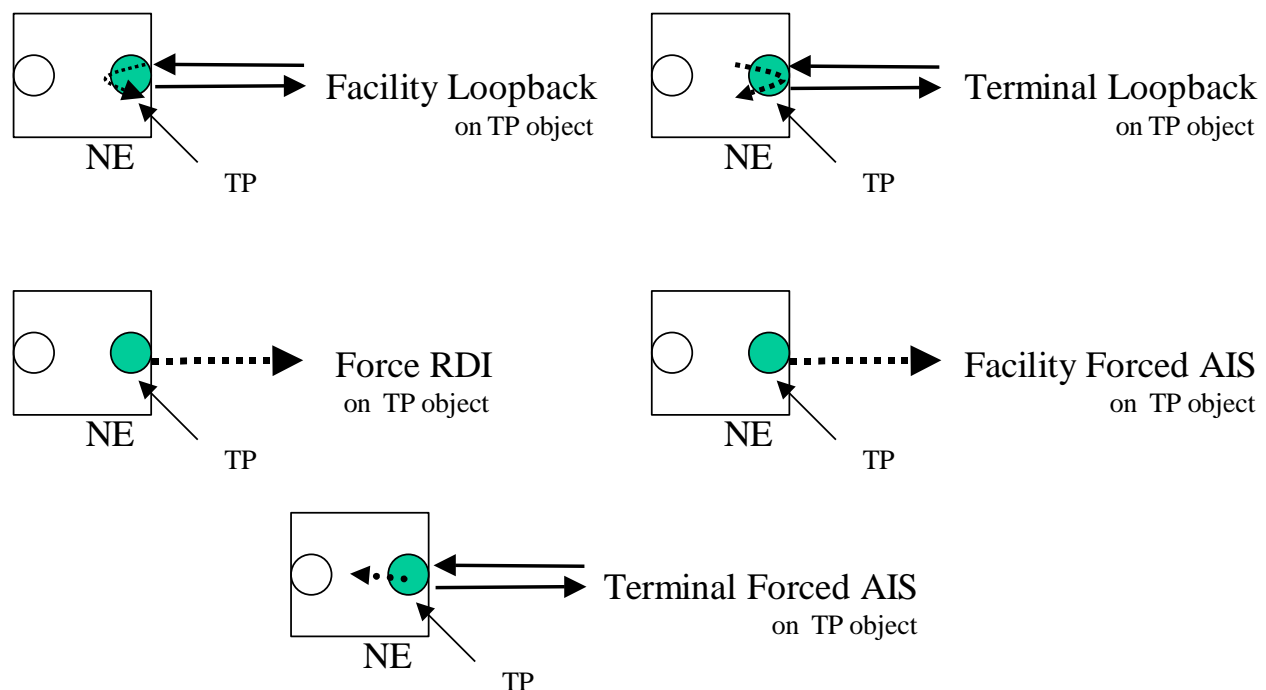 Facility Loopback
on TP object
NE
TP
Terminal Loopback
on TP object
NE
TP
Force RDI
on TP object
NE
TP
Facility Forced AIS
on TP object
NE
TP
Terminal Forced AIS
on TP object
NE
TP